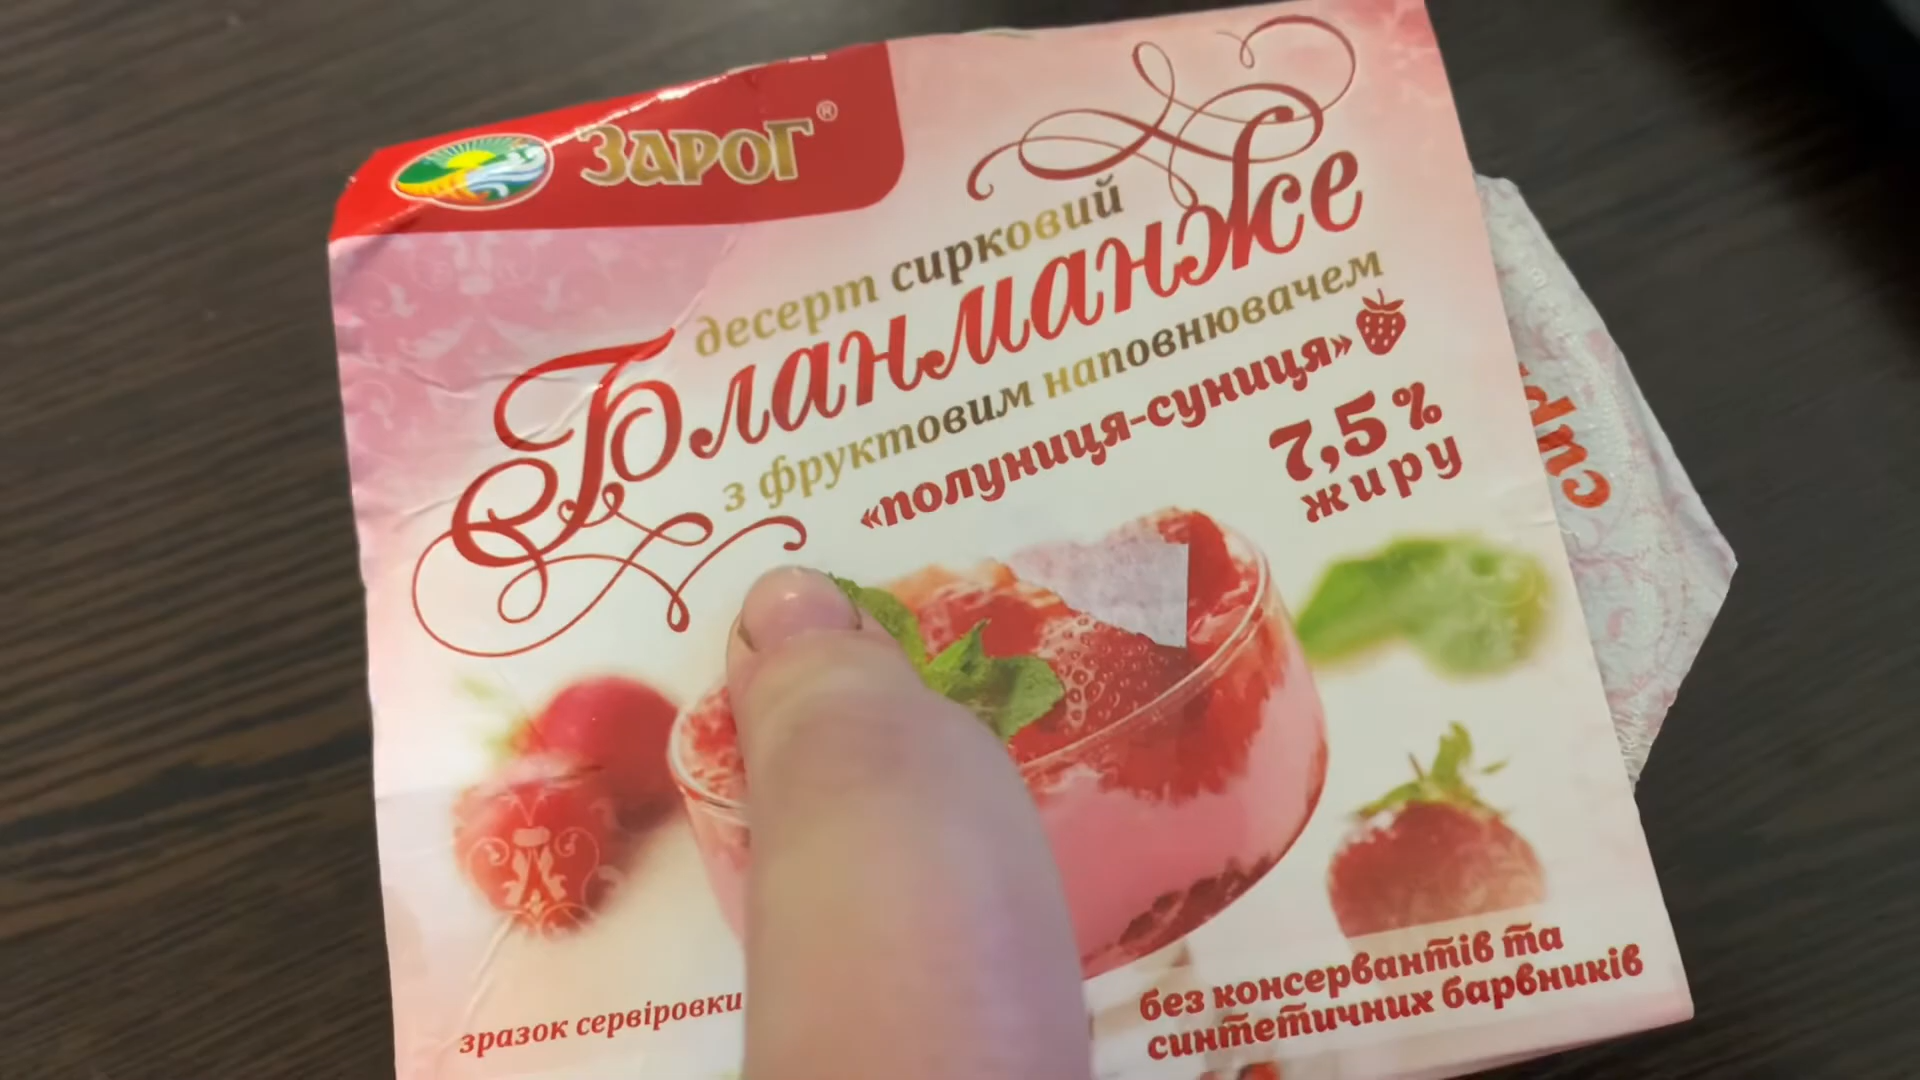 ЗАРОГ®
десерт сирковий
Бланманже
з фруктовим наповнювачем
«полуниця-суниця»
7,5%
жиру
сир
зразок сервіровки
без консервантів та
синтетичних барвників